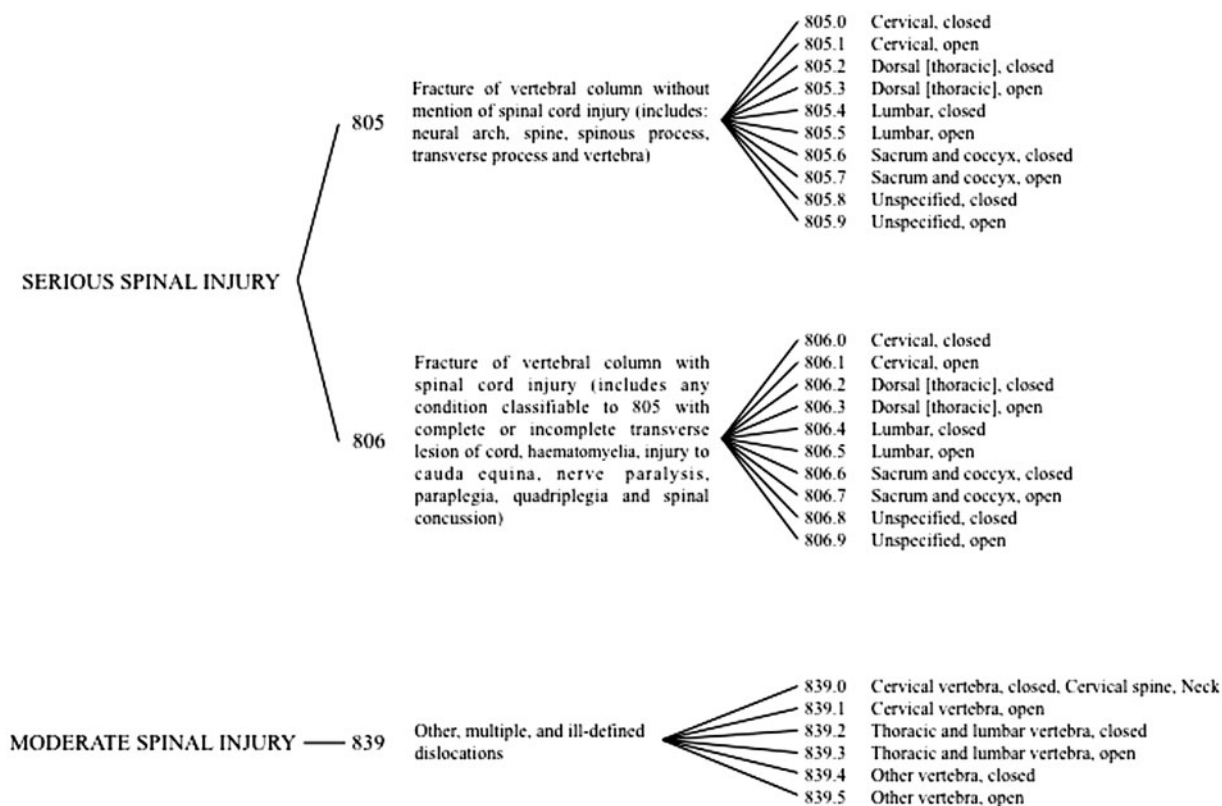 SERIOUS SPINAL INJURY
805
Fracture of vertebral column without
mention of spinal cord injury (includes:
neural arch, spine, spinous process,
transverse process and vertebra)
805.0 Cervical, closed
805.1 Cervical, open
805.2 Dorsal [thoracic], closed
805.3 Dorsal [thoracic], open
805.4 Lumbar, closed
805.5 Lumbar, open
805.6 Sacrum and coccyx, closed
805.7 Sacrum and coccyx, open
805.8 Unspecified, closed
805.9 Unspecified, open
806
Fracture of vertebral column with
spinal cord injury (includes any
condition classifiable to 805 with
complete or incomplete transverse
lesion of cord, haematomyelia, injury to
cauda equina, nerve paralysis,
paraplegia, quadriplegia and spinal
concussion)
806.0 Cervical, closed
806.1 Cervical, open
806.2 Dorsal [thoracic], closed
806.3 Dorsal [thoracic], open
806.4 Lumbar, closed
806.5 Lumbar, open
806.6 Sacrum and coccyx, closed
806.7 Sacrum and coccyx, open
806.8 Unspecified, closed
806.9 Unspecified, open
MODERATE SPINAL INJURY
839
Other, multiple, and ill-defined
dislocations
839.0 Cervical vertebra, closed, Cervical spine, Neck
839.1 Cervical vertebra, open
839.2 Thoracic and lumbar vertebra, closed
839.3 Thoracic and lumbar vertebra, open
839.4 Other vertebra, closed
839.5 Other vertebra, open